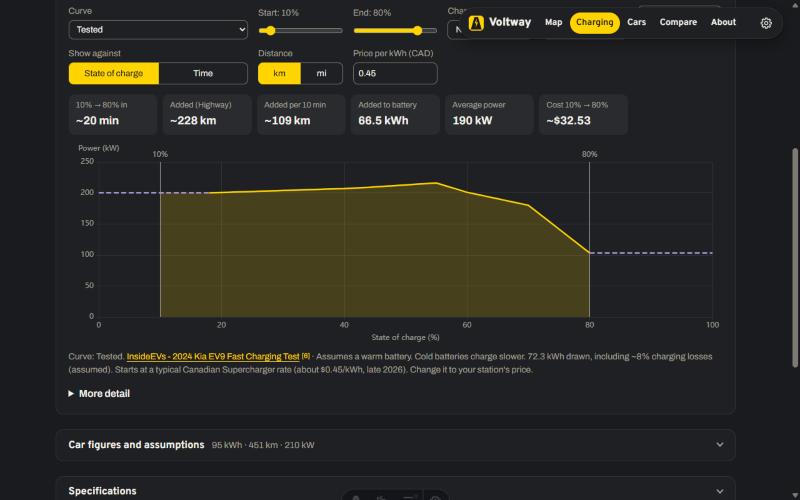 Voltway
Map
Charging
Cars
Compare
About
Curve
Start: 10%
End: 80%
Tested
Show against
Distance
Price per kWh (CAD)
State of charge
Time
km
mi
0.45
10% → 80% in
Added (Highway)
Added per 10 min
Added to battery
Average power
Cost 10% → 80%
~20 min
~228 km
~109 km
66.5 kWh
190 kW
~$32.53
Power (kW)
10%
80%
250
200
150
100
50
0
0
20
40
60
80
100
State of charge (%)
Curve: Tested. InsideEVs - 2024 Kia EV9 Fast Charging Test [6] · Assumes a warm battery. Cold batteries charge slower. 72.3 kWh drawn, including ~8% charging losses
(assumed). Starts at a typical Canadian Supercharger rate (about $0.45/kWh, late 2026). Change it to your station's price.
More detail
Car figures and assumptions 95 kWh · 451 km · 210 kW
Specifications